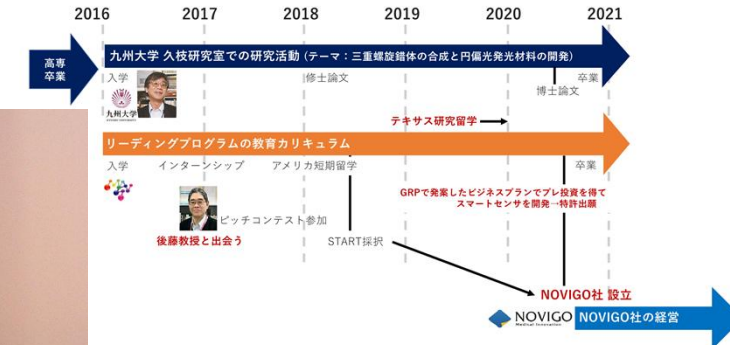 2016 2017 2018 2019 2020 2021
高専
卒業
九州大学 久枝研究室での研究活動（テーマ：三重螺旋錯体の合成と円偏光発光材料の開発）
入学
修士論文
卒業
博士論文
九州大学
テキサス研究留学
リーディングプログラムの教育カリキュラム
入学
インターンシップ
アメリカ短期留学
卒業
GRPで発案したビジネスプランでプレ投資を得て
スマートセンサを開発→特許出願
ピッチコンテスト参加
後藤教授と出会う
START採択
NOVIGO社 設立
NOVIGO
Medical Innovation
NOVIGO社の経営